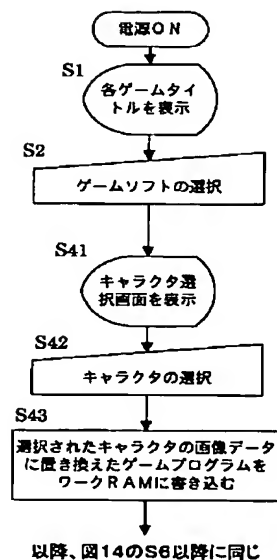 電源ON
S1
各ゲームタイ
トルを表示
S2
ゲームソフトの選択
S41
キャラクタ選
択画面を表示
S42
キャラクタの選択
S43
選択されたキャラクタの画像データ
に置き換えたゲームプログラムを
ワークRAMに書き込む
以降、図14のS6以降に同じ